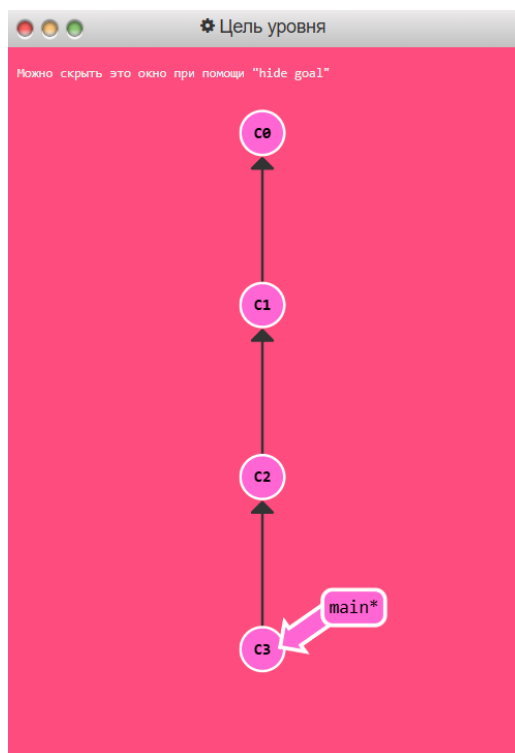 Цель уровня
Можно скрыть это окно при помощи "hide goal"
C0
C1
C2
main*
C3